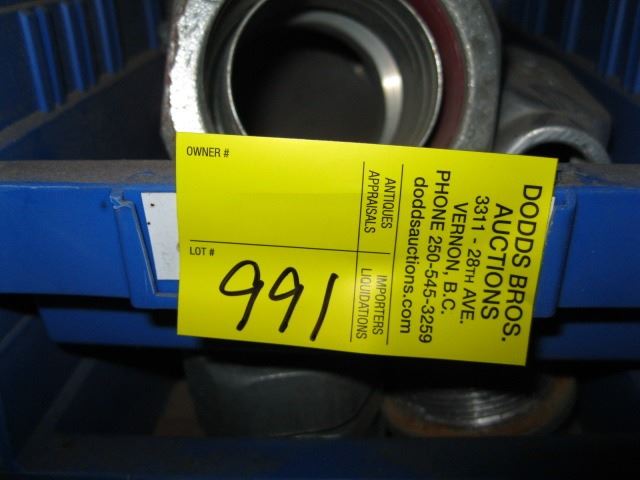 OWNER #
LOT #
991
ANTIQUES
APPRAISALS
IMPORTERS
LIQUIDATIONS
DODDS BROS.
AUCTIONS
3311 - 28TH AVE.
VERNON, B.C.
PHONE 250-545-3259
doddsauctions.com